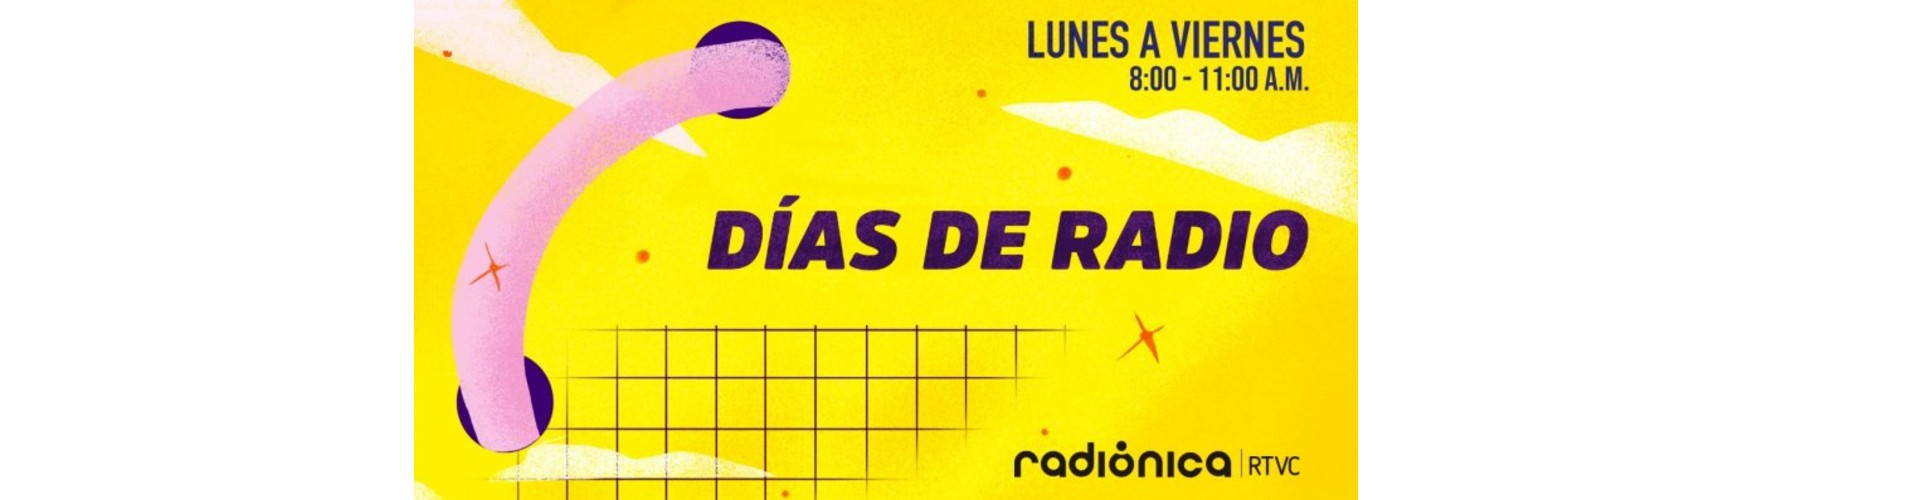 LUNES A VIERNES
8:00 - 11:00 A.M.
DÍAS DE RADIO
radiónica | RTVC